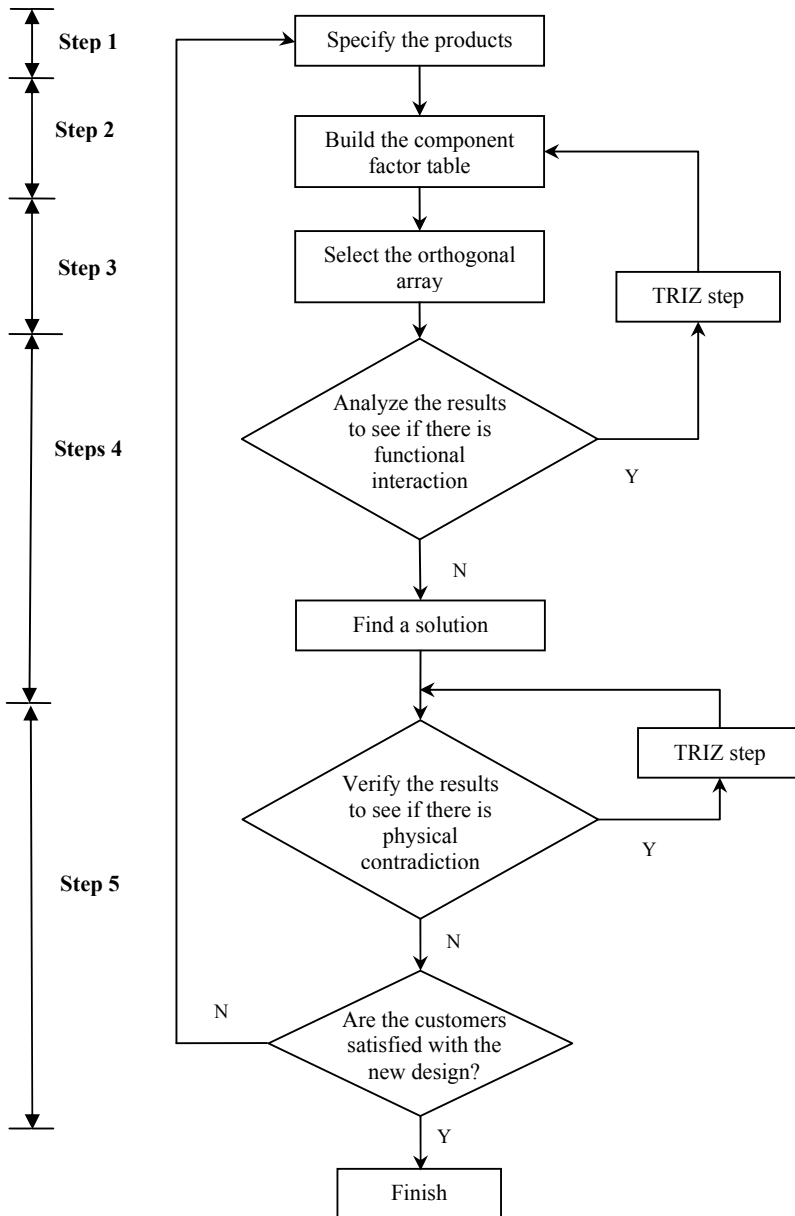 Step 1
Specify the products
Step 2
Build the component
factor table
Step 3
Select the orthogonal
array
TRIZ step
Steps 4
Analyze the results
to see if there is
functional
interaction
Y
N
Find a solution
TRIZ step
Verify the results
to see if there is
physical
contradiction
Y
Step 5
N
N
Are the customers
satisfied with the
new design?
Y
Finish